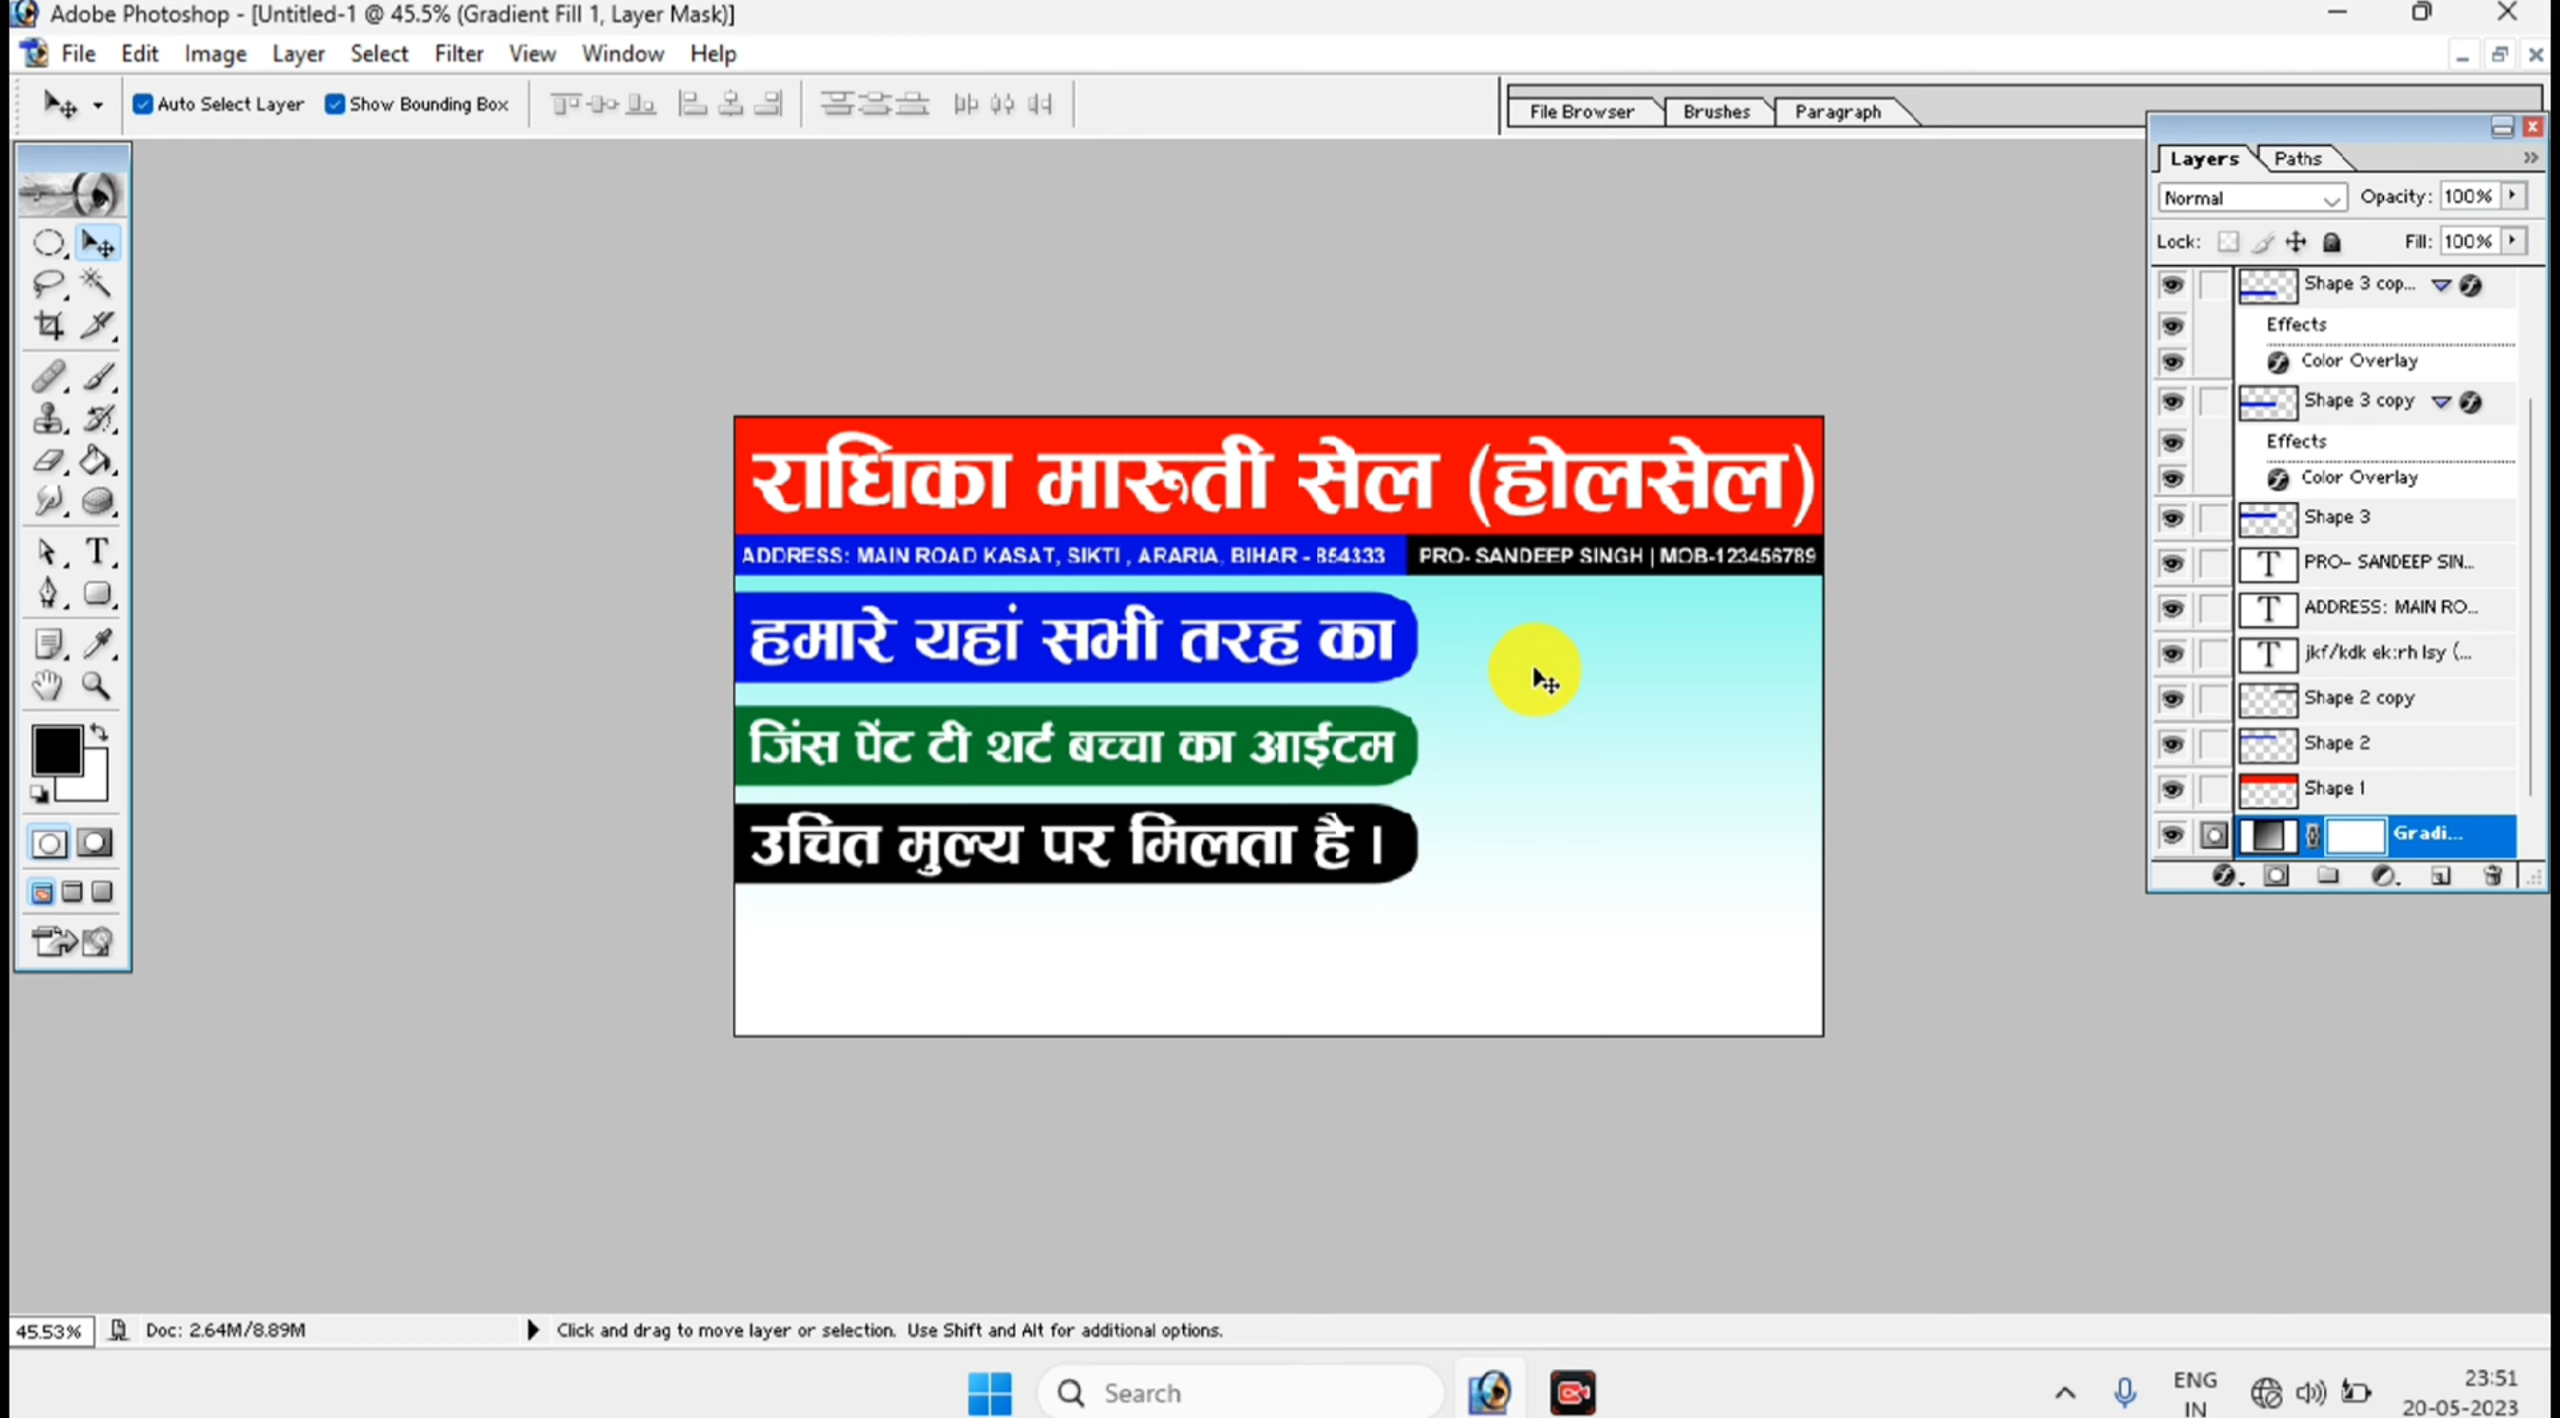 Adobe Photoshop - [Untitled-1 @ 45.5% (Gradient Fill 1, Layer Mask)]
File Edit Image Layer Select Filter View Window Help
Auto Select Layer Show Bounding Box
File Browser Brushes Paragraph
Layers Paths
Normal Opacity: 100%
Lock: Fill: 100%
Shape 3 cop...
Effects
Color Overlay
Shape 3 copy
Effects
Color Overlay
Shape 3
PRO- SANDEEP SIN...
ADDRESS: MAIN RO...
jkf/kdk ek:rh lsy (...
Shape 2 copy
Shape 2
Shape 1
Gradi...
राधिका मारुती सेल (होलसेल)
ADDRESS: MAIN ROAD KASAT, SIKTI , ARARIA, BIHAR - 854333 PRO- SANDEEP SINGH | MOB-123456789
हमारे यहां सभी तरह का
जिंस पेंट टी शर्ट बच्चा का आईटम
उचित मुल्य पर मिलता है ।
45.53% Doc: 2.64M/8.89M Click and drag to move layer or selection. Use Shift and Alt for additional options.
Search
ENG
IN
23:51
20-05-2023